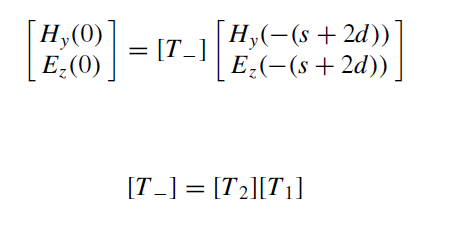 [H_y(0) E_z(0)] = [T_−] [H_y(−(s + 2d)) E_z(−(s + 2d))]
[T_−] = [T_2][T_1]